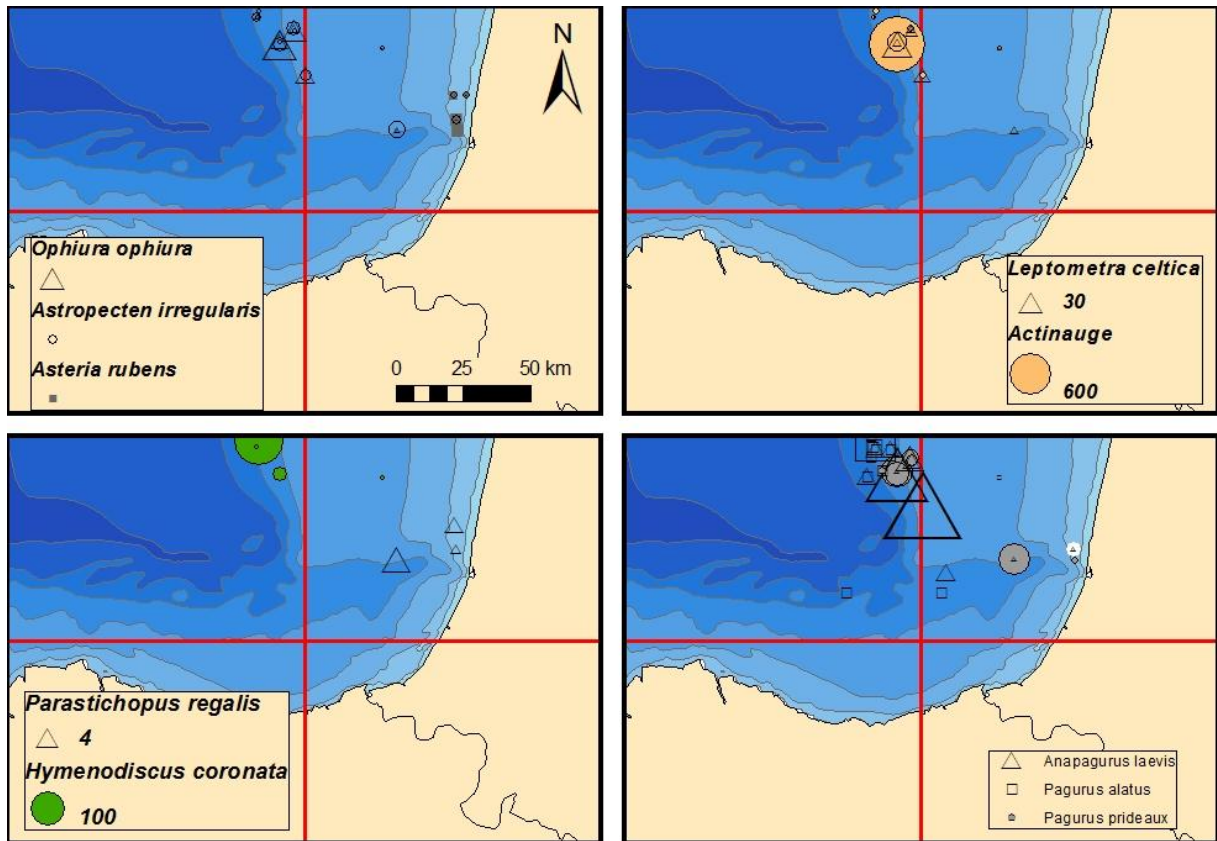 N
Ophiura ophiura
Astropecten irregularis
Asteria rubens
0 25 50 km
Leptometra celtica
30
Actinauge
600
Parastichopus regalis
4
Hymenodiscus coronata
100
Anapagurus laevis
Pagurus alatus
Pagurus prideaux